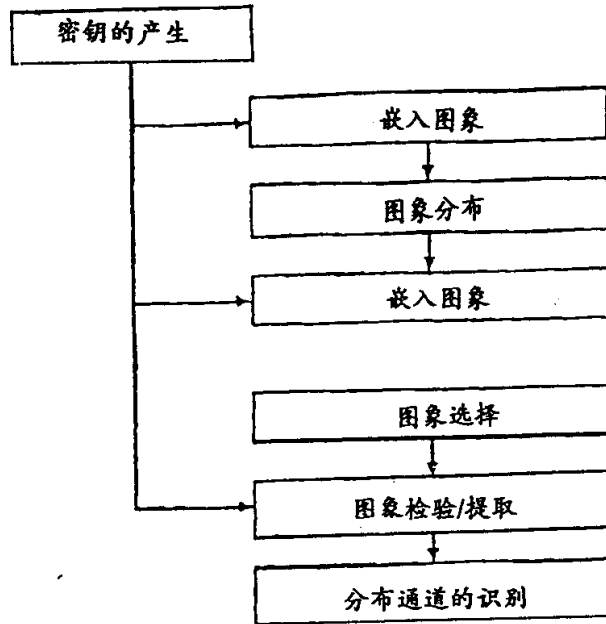 密钥的产生
嵌入图象
图象分布
嵌入图象
图象选择
图象检验/提取
分布通道的识别